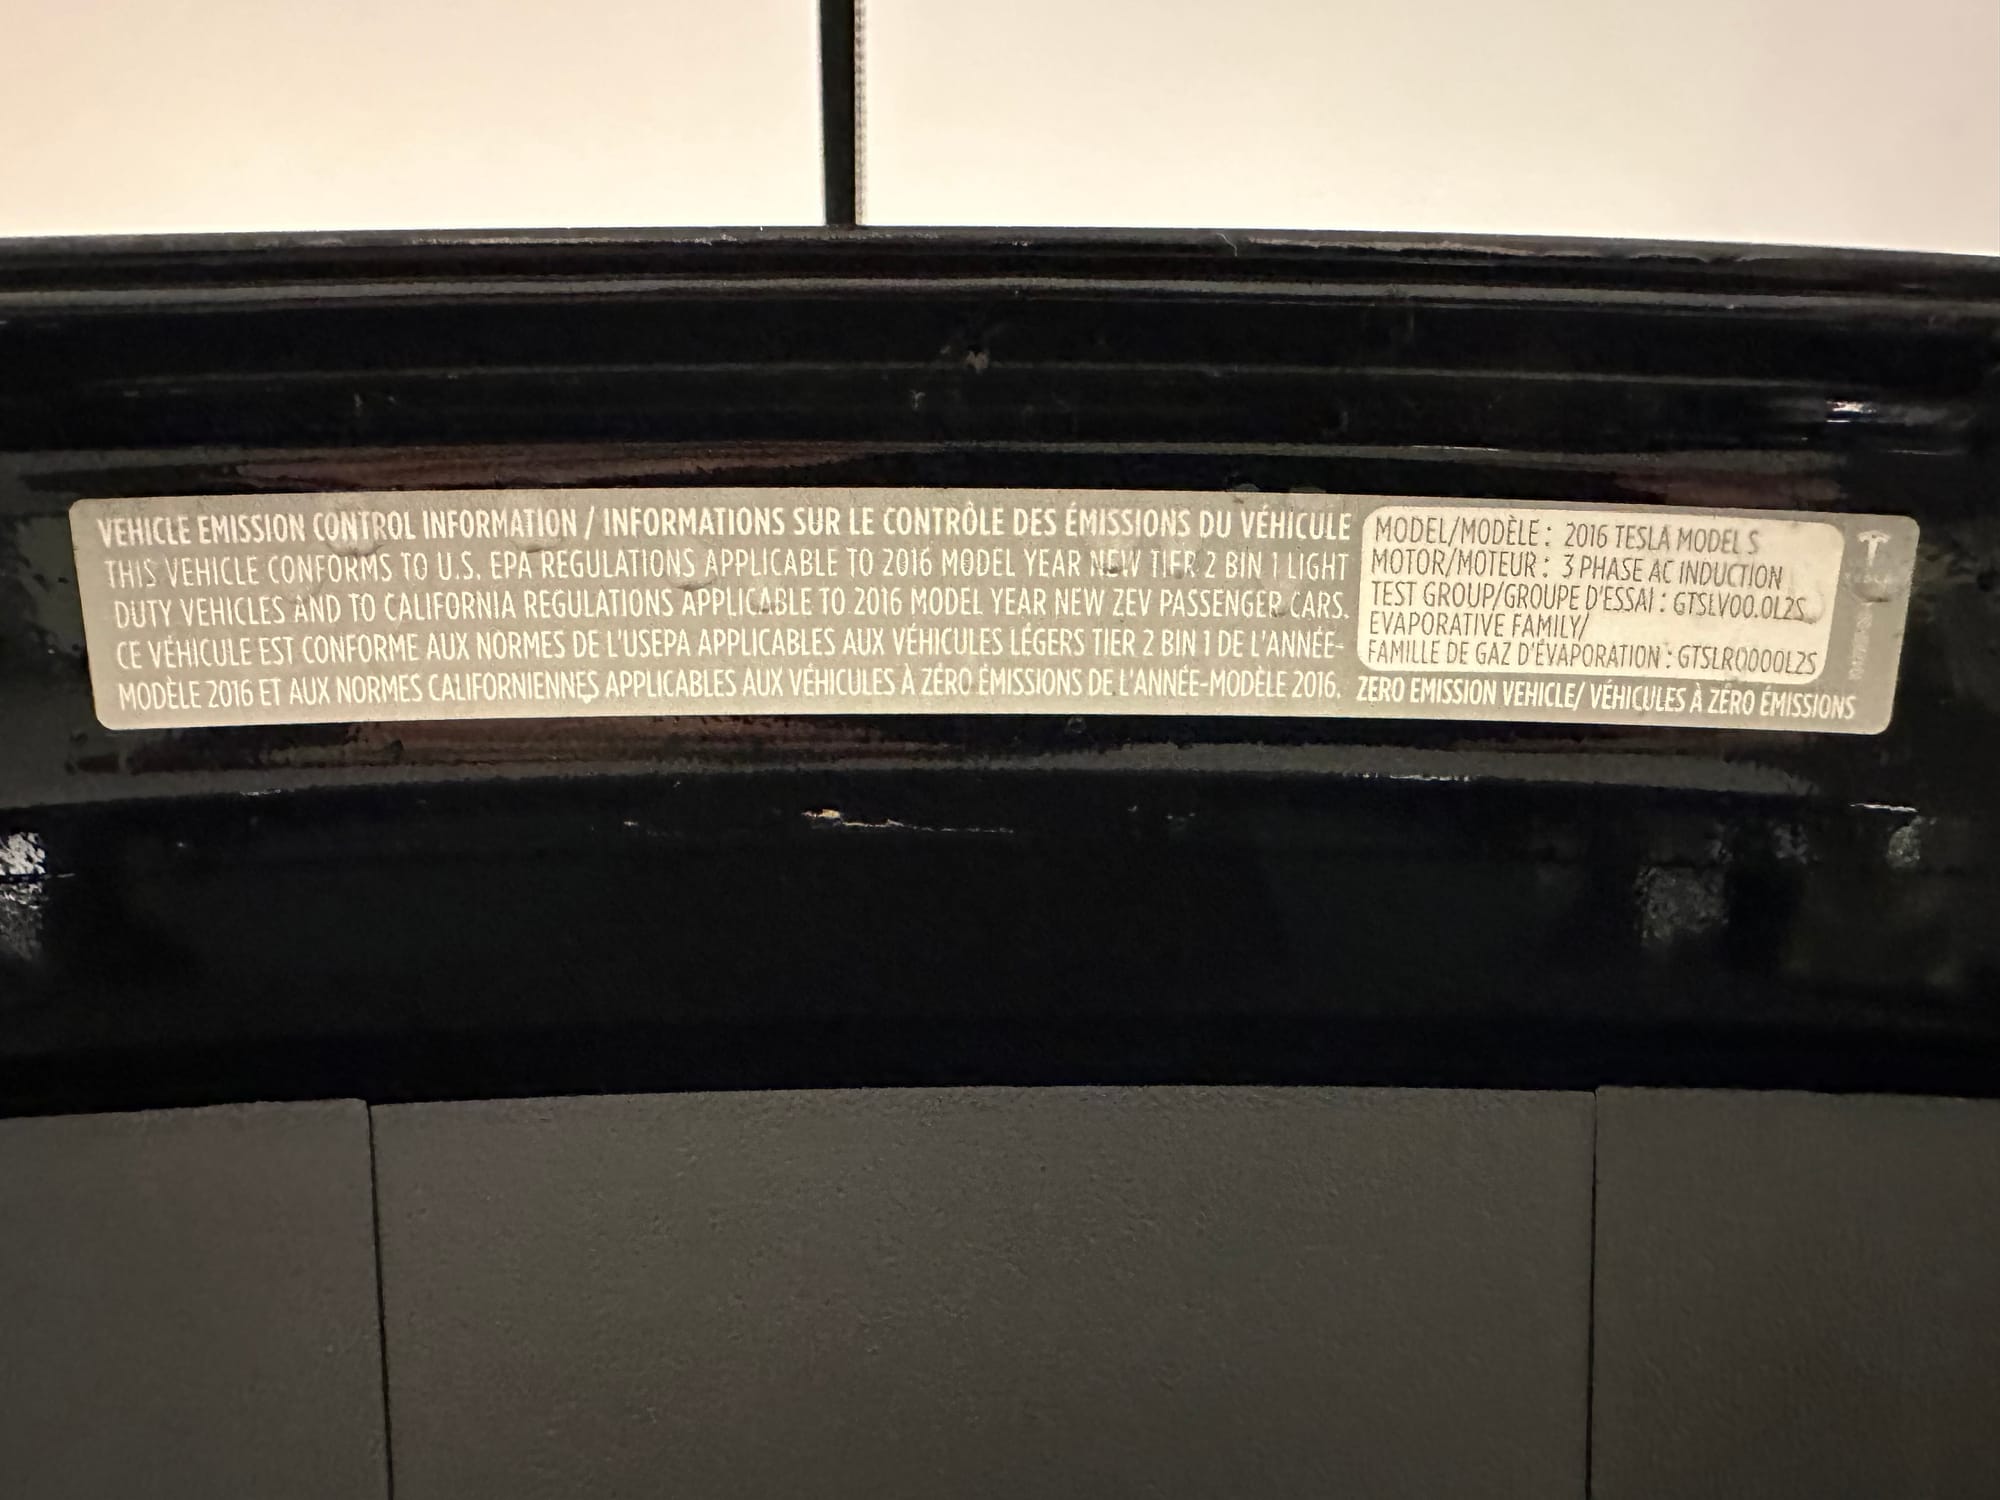 VEHICLE EMISSION CONTROL INFORMATION / INFORMATIONS SUR LE CONTRÔLE DES ÉMISSIONS DU VÉHICULE
THIS VEHICLE CONFORMS TO U.S. EPA REGULATIONS APPLICABLE TO 2016 MODEL YEAR NEW TIER 2 BIN 1 LIGHT
DUTY VEHICLES AND TO CALIFORNIA REGULATIONS APPLICABLE TO 2016 MODEL YEAR NEW ZEV PASSENGER CARS.
CE VÉHICULE EST CONFORME AUX NORMES DE L'USEPA APPLICABLES AUX VÉHICULES LÉGERS TIER 2 BIN 1 DE L'ANNÉE-
MODÈLE 2016 ET AUX NORMES CALIFORNIENNES APPLICABLES AUX VÉHICULES À ZÉRO ÉMISSIONS DE L'ANNÉE-MODÈLE 2016.
MODEL/MODÈLE : 2016 TESLA MODEL S
MOTOR/MOTEUR : 3 PHASE AC INDUCTION
TEST GROUP/GROUPE D'ESSAI : GTSLV00.0L2S
EVAPORATIVE FAMILY/
FAMILLE DE GAZ D'ÉVAPORATION : GTSLR0000L2S
ZERO EMISSION VEHICLE/ VÉHICULES À ZÉRO ÉMISSIONS